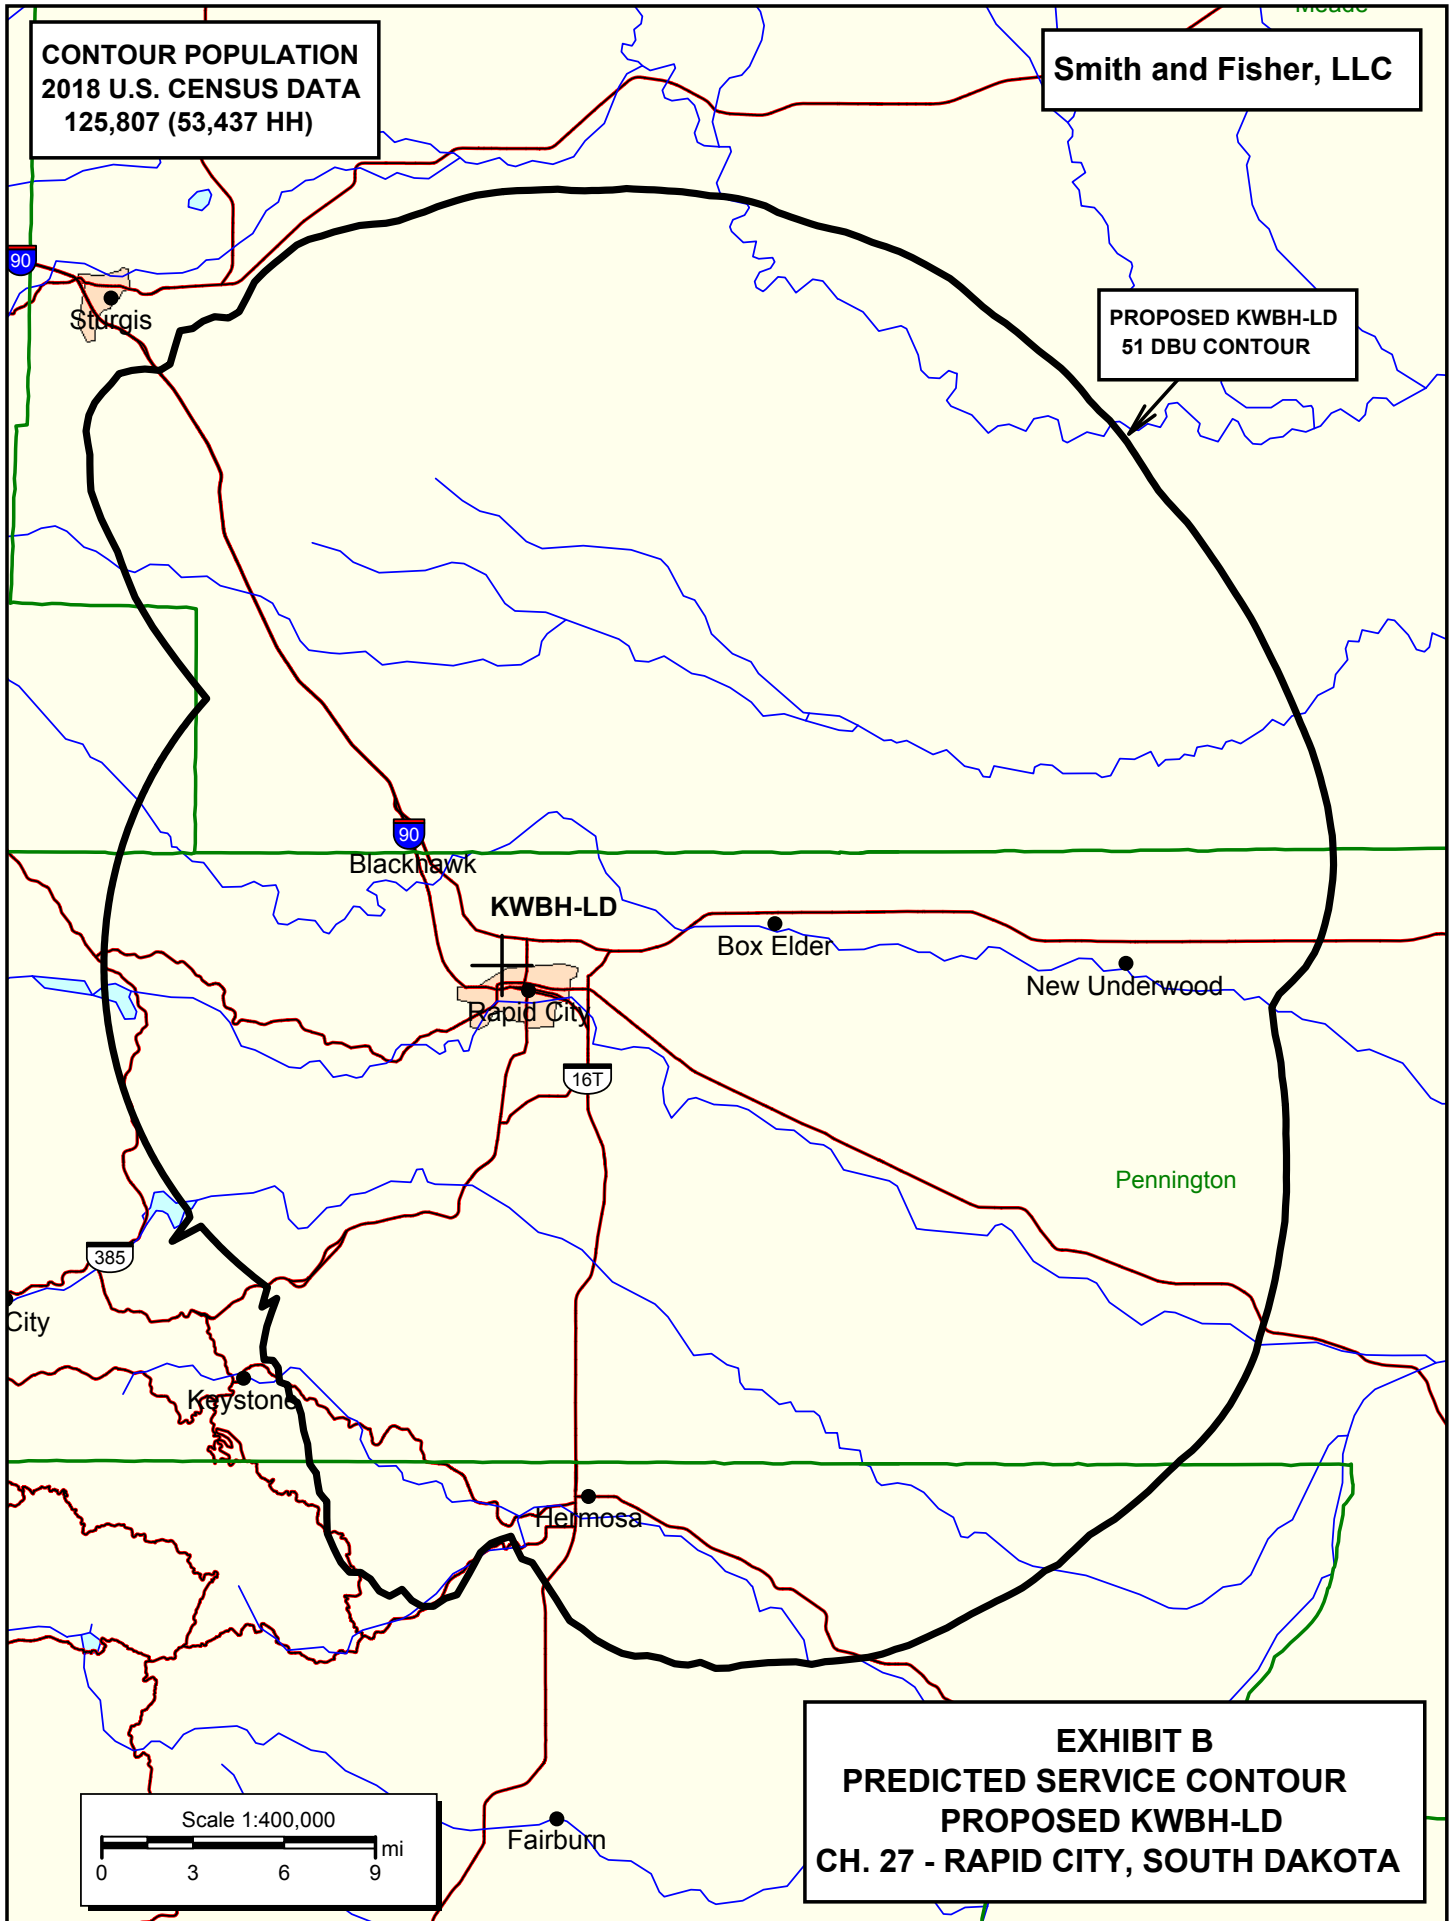 Meade
CONTOUR POPULATION
2018 U.S. CENSUS DATA
125,807 (53,437 HH)
Smith and Fisher, LLC
90
Sturgis
PROPOSED KWBH-LD
51 DBU CONTOUR
90
Blackhawk
KWBH-LD
Box Elder
New Underwood
Rapid City
16T
Pennington
385
City
Keystone
Hermosa
EXHIBIT B
PREDICTED SERVICE CONTOUR
PROPOSED KWBH-LD
CH. 27 - RAPID CITY, SOUTH DAKOTA
Scale 1:400,000
mi
0 3 6 9
Fairburn